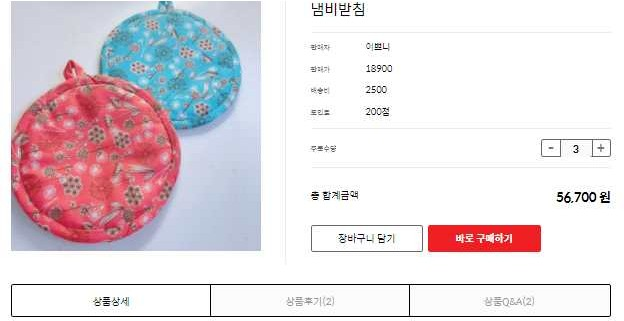 냄비받침
판매자 이쁘니
판매가 18900
배송비 2500
포인트 200점
주문수량 - 3 +
총 합계금액 56,700 원
장바구니 담기 바로 구매하기
상품상세 상품후기(2) 상품Q&A(2)